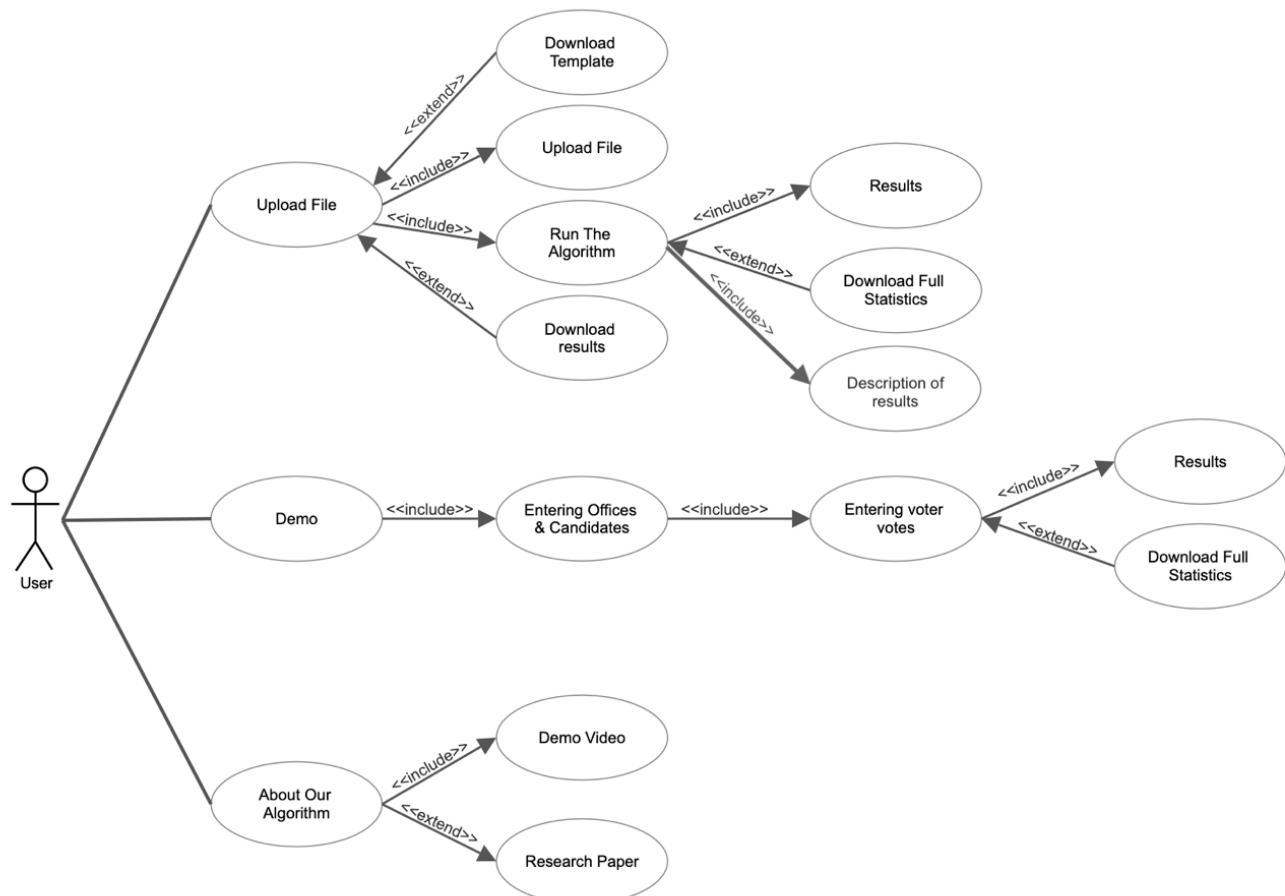 Download
Template
<<extend>>
Upload File
<<include>>
Upload File
<<include>>
Run The
Algorithm
<<extend>>
Download
results
<<include>>
Results
<<extend>>
Download Full
Statistics
<<include>>
Description of
results
User
Demo
<<include>>
Entering Offices
& Candidates
<<include>>
Entering voter
votes
<<include>>
Results
<<extend>>
Download Full
Statistics
About Our
Algorithm
<<include>>
Demo Video
<<extend>>
Research Paper